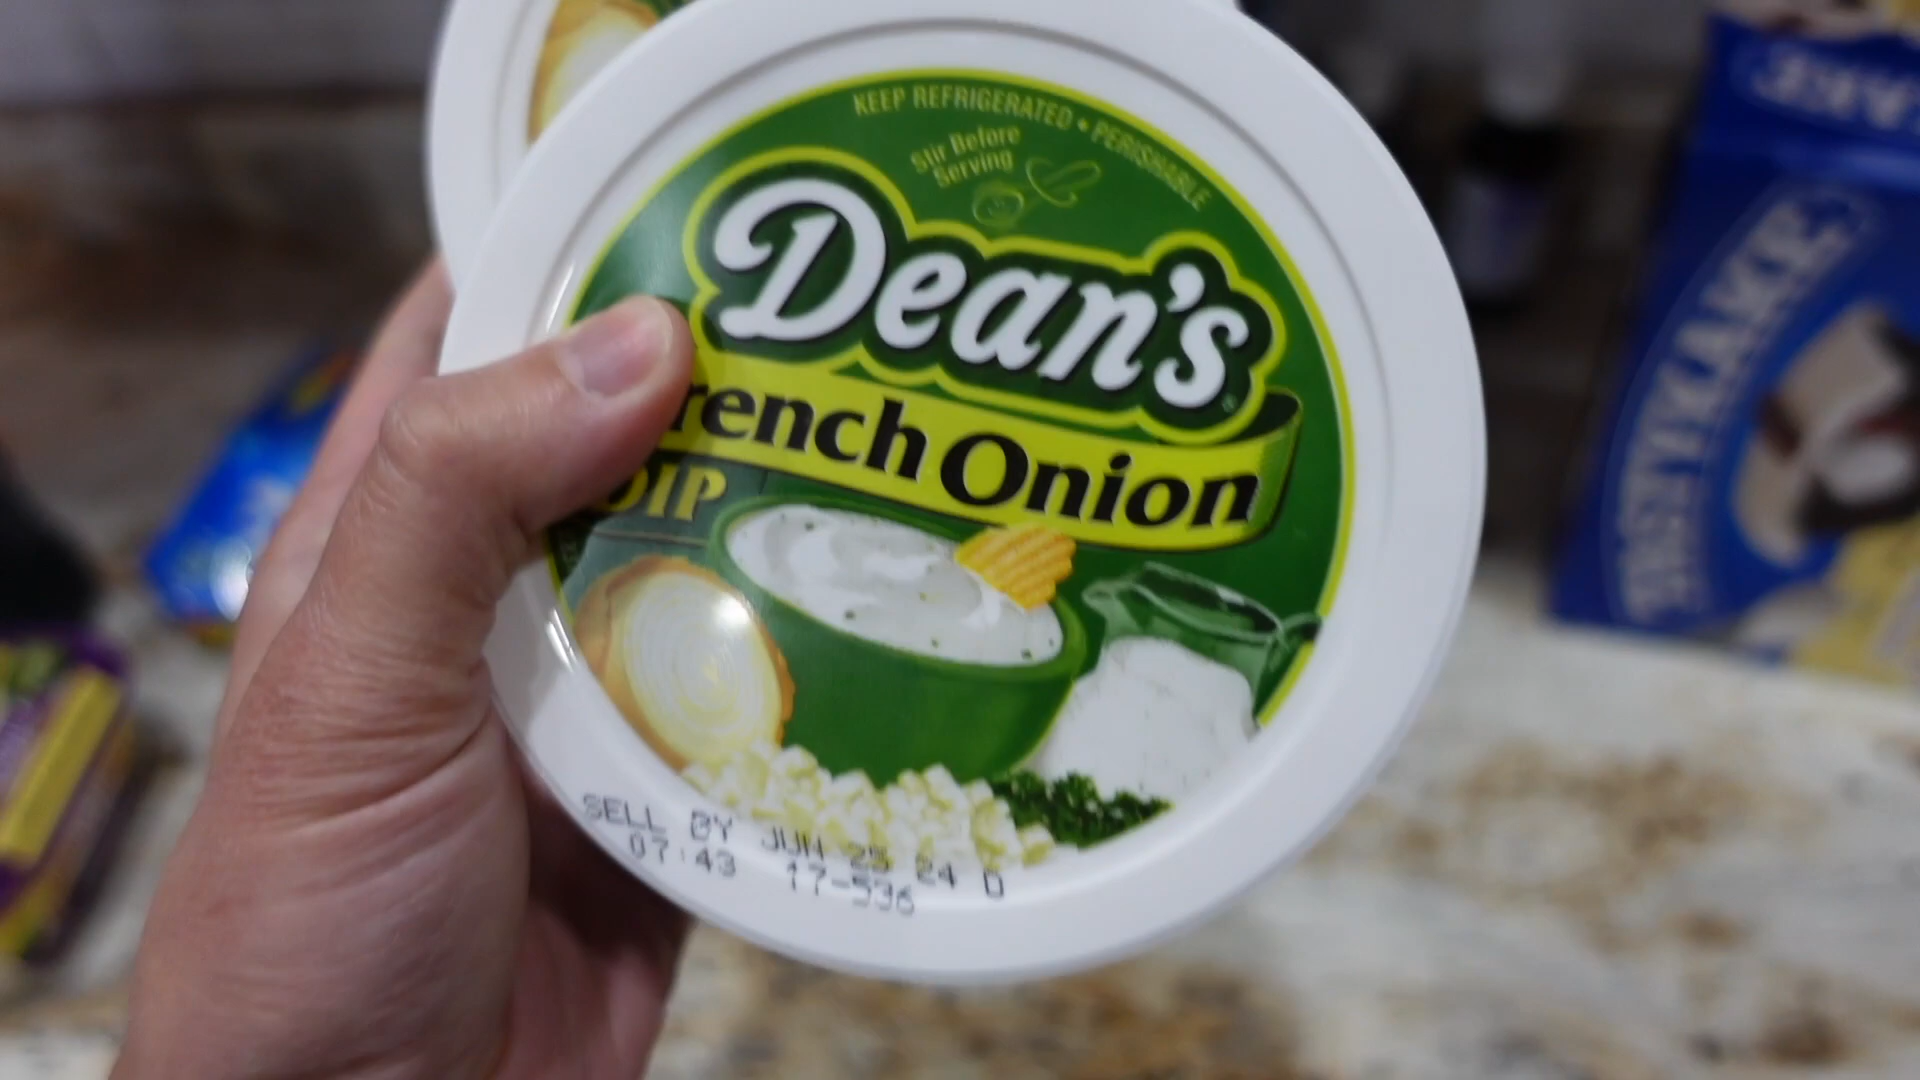 KEEP REFRIGERATED • PERISHABLE
Stir Before
Serving
Dean's
rench Onion
DIP
SELL BY JUN 25 24 D
07:43 17-536
TASTYKAKE